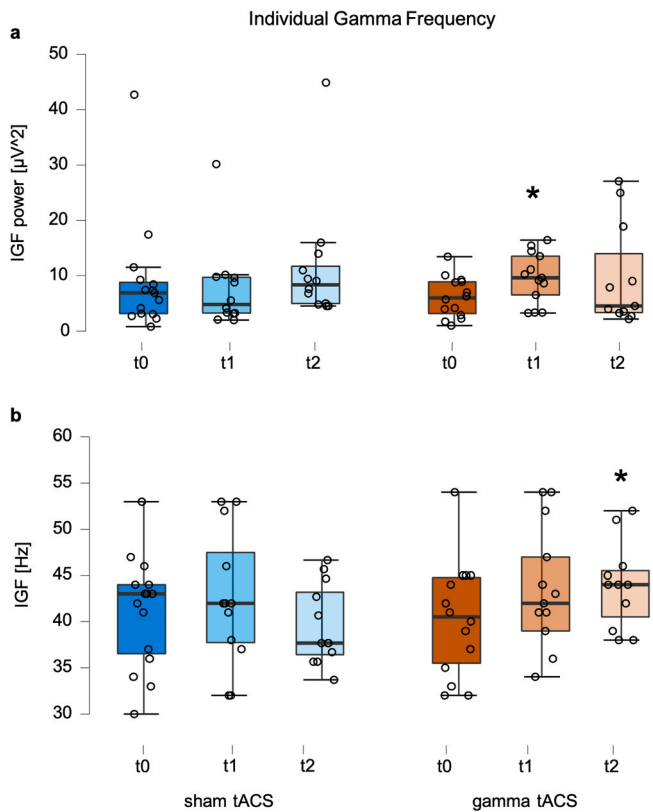 Individual Gamma Frequency
a
50
40
30
20
10
0
IGF power [µV^2]
*
t0 t1 t2 t0 t1 t2
b
60
55
50
45
40
35
30
IGF [Hz]
*
t0 t1 t2 t0 t1 t2
sham tACS gamma tACS